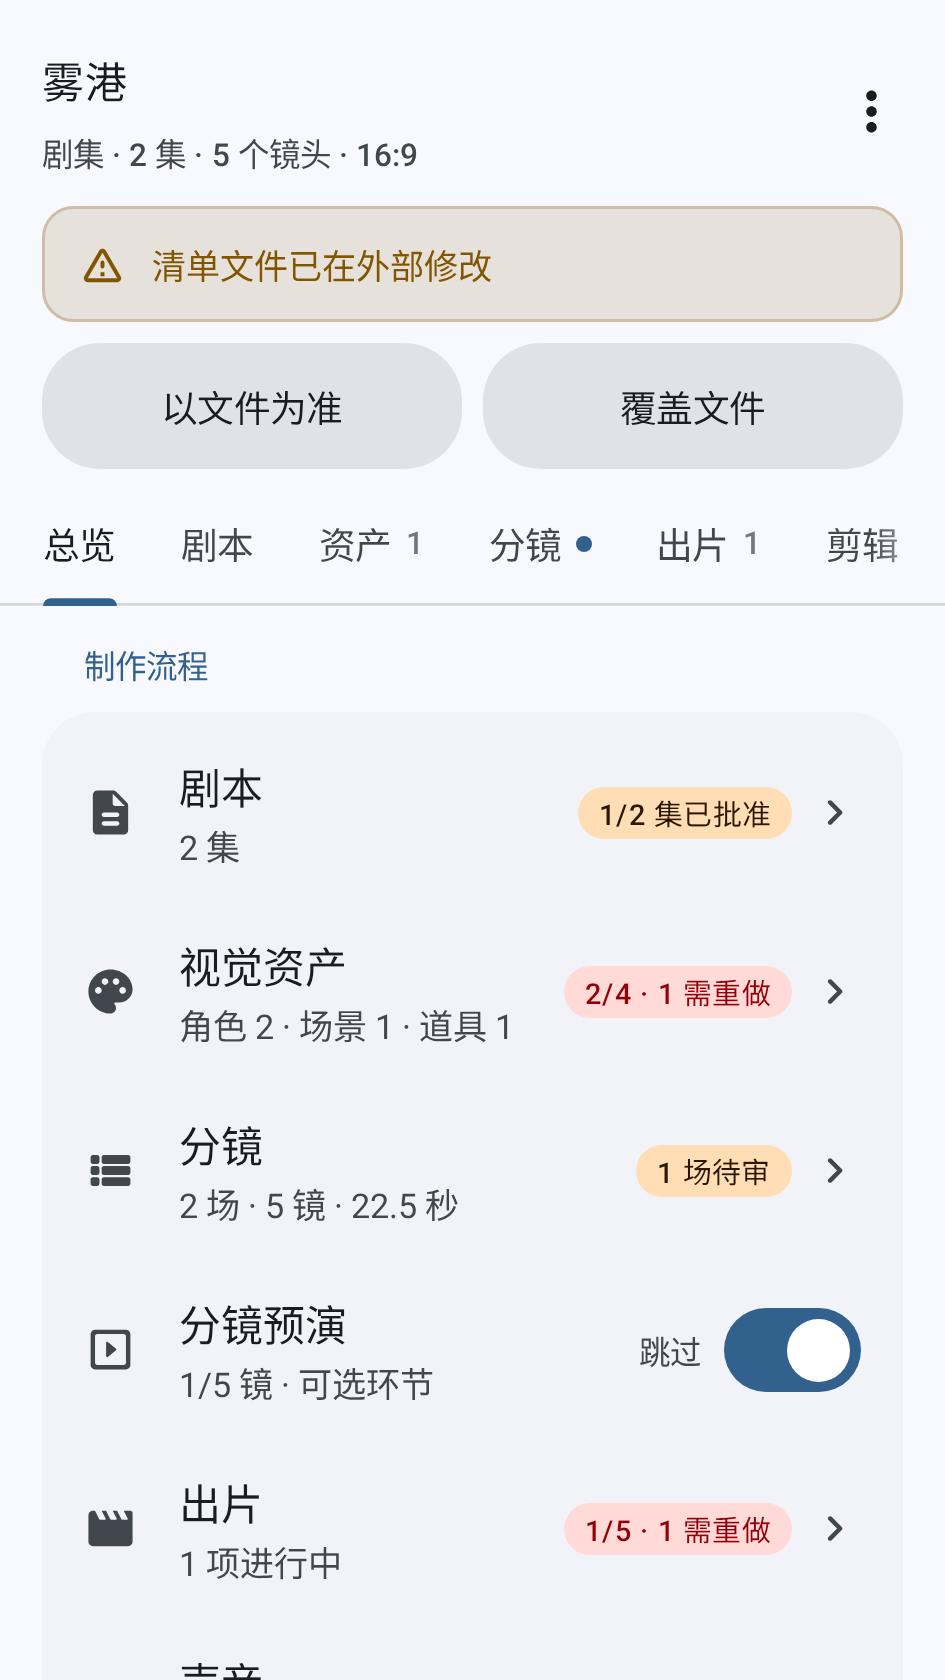 雾港
剧集 · 2 集 · 5 个镜头 · 16:9
清单文件已在外部修改
以文件为准
覆盖文件
总览 剧本 资产 1 分镜 出片 1 剪辑
制作流程
剧本
2 集
1/2 集已批准
视觉资产
角色 2 · 场景 1 · 道具 1
2/4 · 1 需重做
分镜
2 场 · 5 镜 · 22.5 秒
1 场待审
分镜预演
1/5 镜 · 可选环节
跳过
出片
1 项进行中
1/5 · 1 需重做
声音